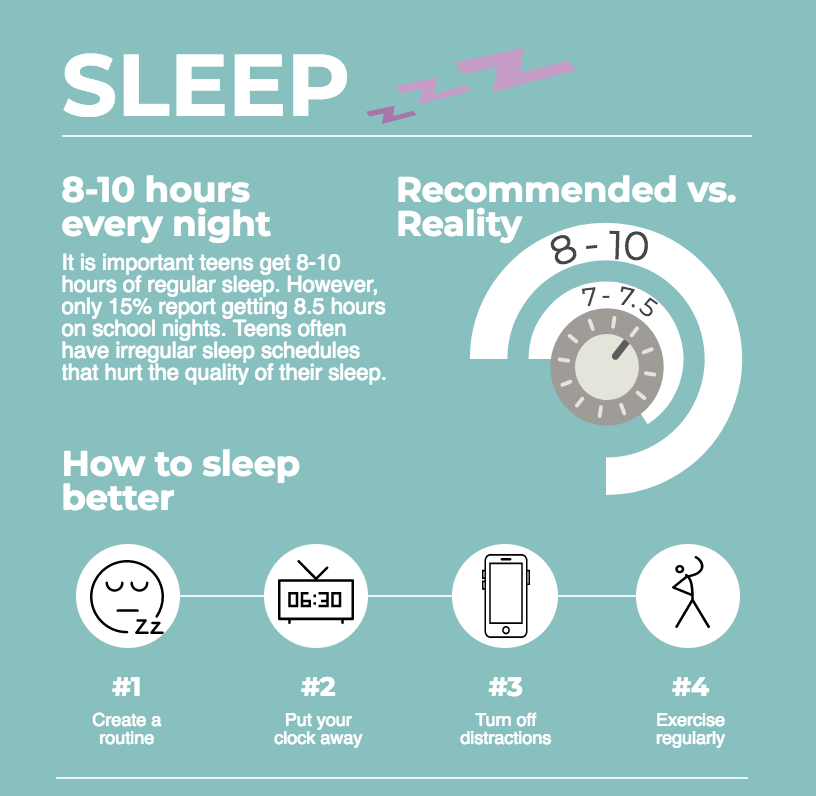 SLEEP
8-10 hours
every night
It is important teens get 8-10
hours of regular sleep. However,
only 15% report getting 8.5 hours
on school nights. Teens often
have irregular sleep schedules
that hurt the quality of their sleep.
Recommended vs.
Reality
8 - 10
7 - 7.5
How to sleep
better
Zz
06:30
#1
Create a
routine
#2
Put your
clock away
#3
Turn off
distractions
#4
Exercise
regularly